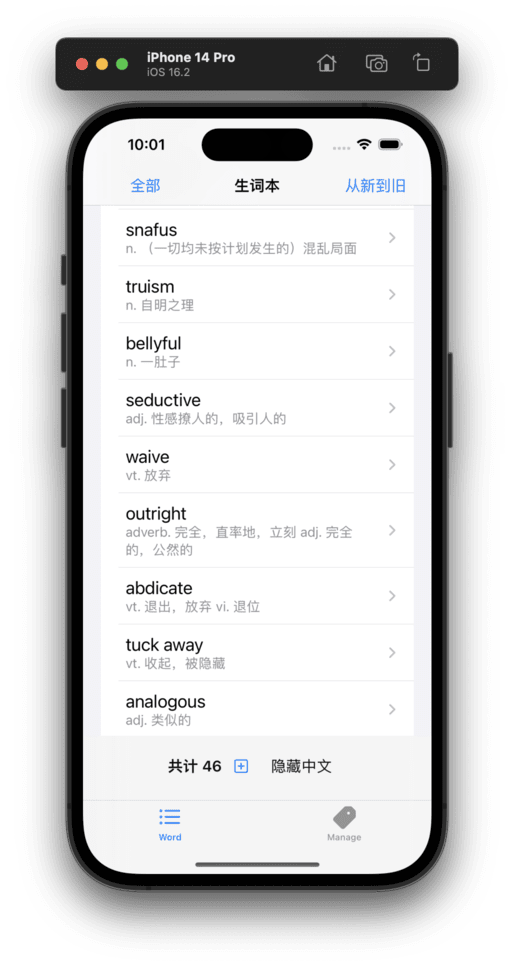 iPhone 14 Pro
iOS 16.2
10:01
全部 生词本 从新到旧
snafus
n. （一切均未按计划发生的）混乱局面
truism
n. 自明之理
bellyful
n. 一肚子
seductive
adj. 性感撩人的，吸引人的
waive
vt. 放弃
outright
adverb. 完全，直率地，立刻 adj. 完全
的，公然的
abdicate
vt. 退出，放弃 vi. 退位
tuck away
vt. 收起，被隐藏
analogous
adj. 类似的
共计 46 隐藏中文
Word Manage